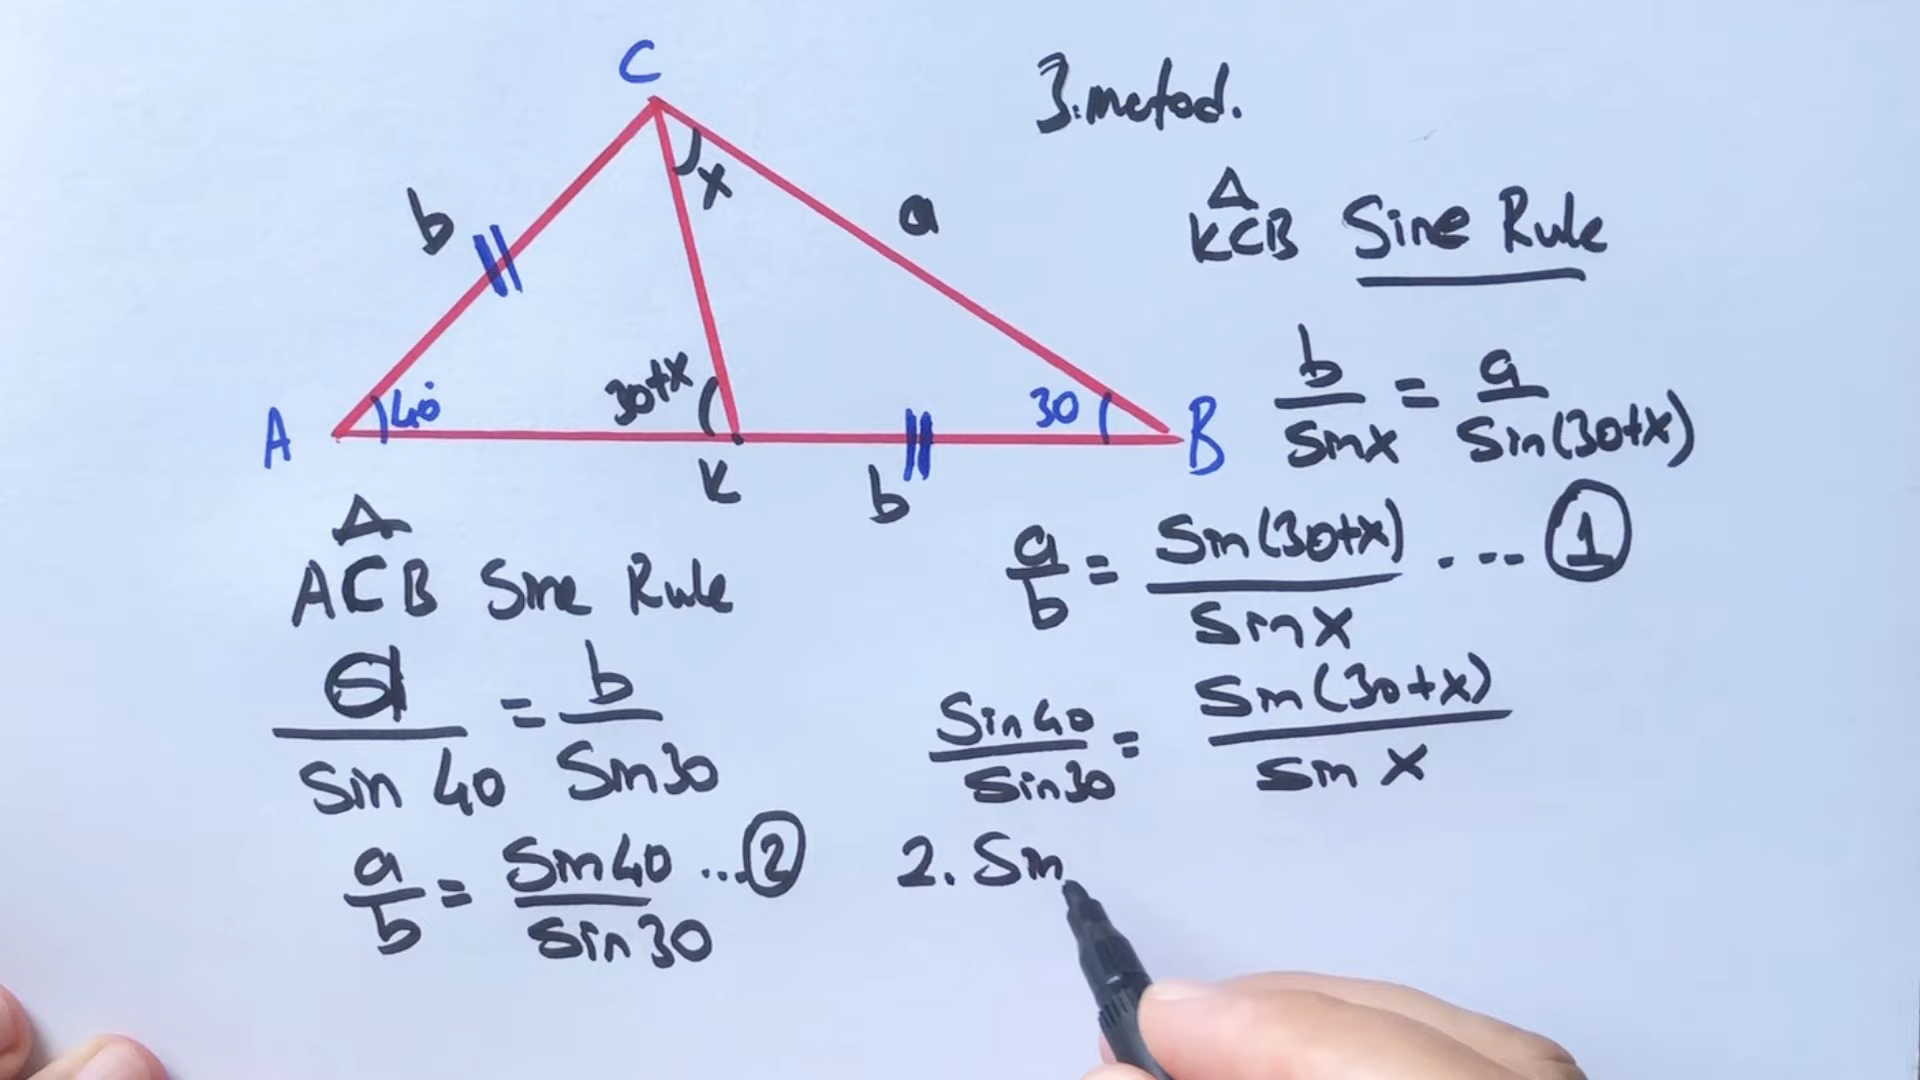 C
3. metod.
b
x
a
△
KCB Sine Rule
A
40°
30+x
30
B
K
b
b/sinx = a/Sin(30+x)
△
ACB Sine Rule
a/b = Sin(30+x)/sinx ... 1
a/Sin 40 = b/Sin30
Sin40/Sin30 = Sin(30+x)/sin x
a/b = Sin40/Sin30 ... 2
2. Sin